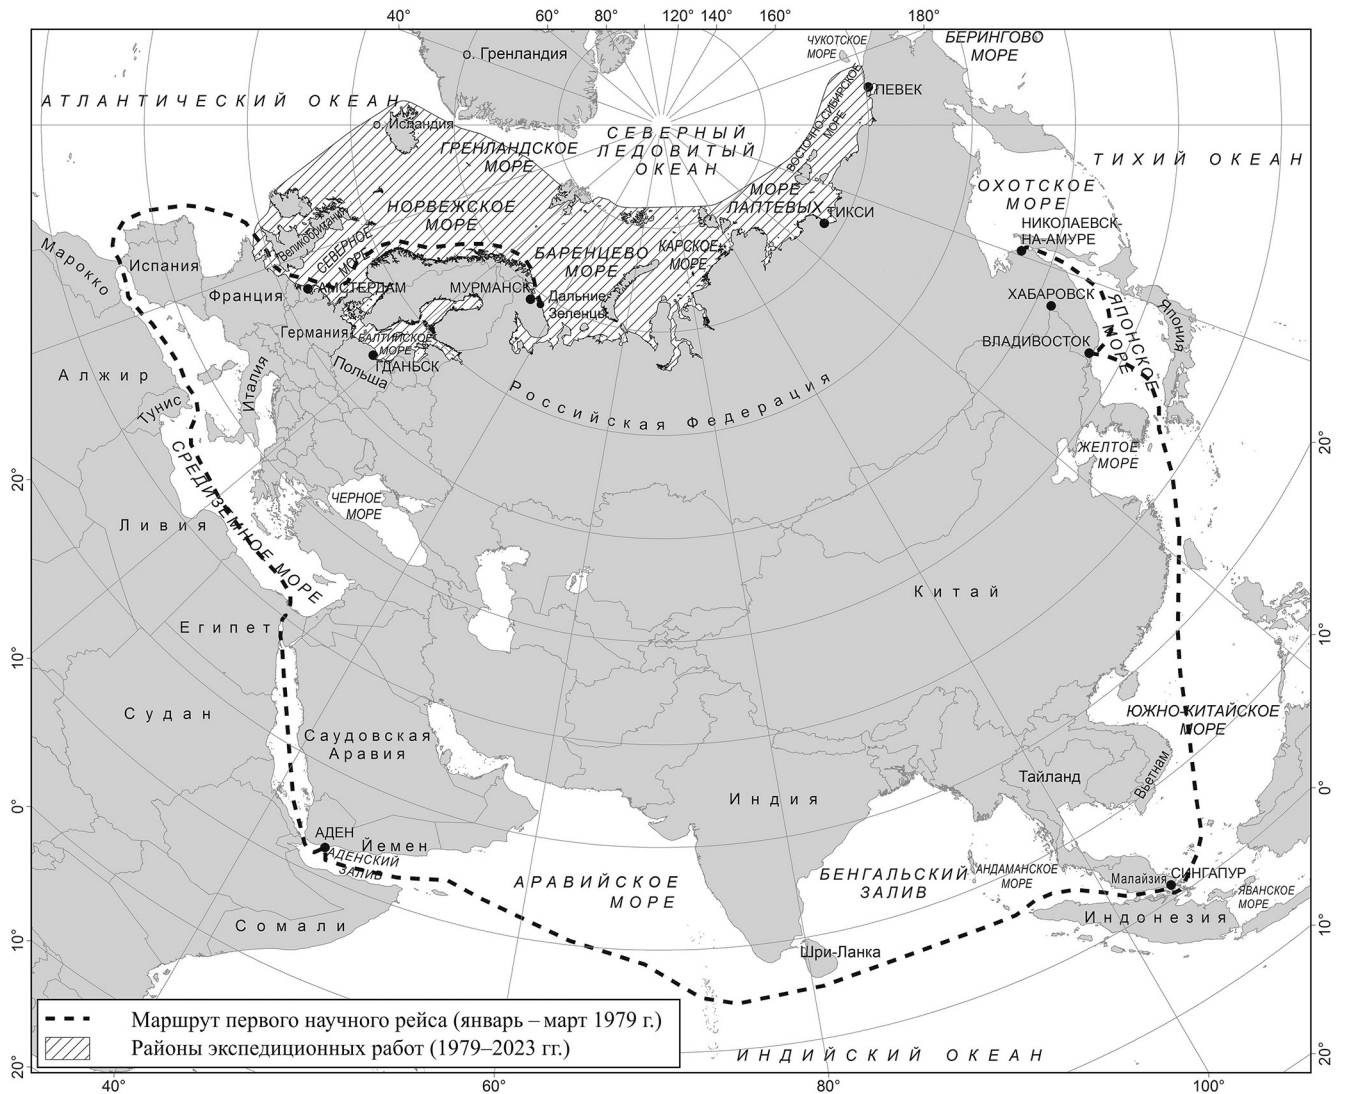 40° 60° 80° 100° 120° 140° 160° 180°
ЧУКОТСКОЕ
МОРЕ
БЕРИНГОВО
МОРЕ
о. Гренландия
АТЛАНТИЧЕСКИЙ ОКЕАН
ПЕВЕК
ВОСТОЧНО-СИБИРСКОЕ
МОРЕ
о. Исландия
СЕВЕРНЫЙ
ЛЕДОВИТЫЙ
ОКЕАН
ГРЕНЛАНДСКОЕ
МОРЕ
ТИХИЙ ОКЕАН
ОХОТСКОЕ
МОРЕ
МОРЕ
ЛАПТЕВЫХ
ТИКСИ
НОРВЕЖСКОЕ
МОРЕ
Великобритания
СЕВЕРНОЕ
МОРЕ
НИКОЛАЕВСК-
НА-АМУРЕ
Марокко
Испания
БАРЕНЦЕВО
МОРЕ
КАРСКОЕ
МОРЕ
Франция
АМСТЕРДАМ
МУРМАНСК
Дальние
Зеленцы
ХАБАРОВСК
ЯПОНСКОЕ
МОРЕ
Япония
Германия
БАЛТИЙСКОЕ
МОРЕ
ГДАНЬСК
Польша
ВЛАДИВОСТОК
Алжир
Тунис
Италия
Российская Федерация
ЖЕЛТОЕ
МОРЕ
20°
20°
СРЕДИЗЕМНОЕ МОРЕ
ЧЕРНОЕ
МОРЕ
Ливия
Китай
Египет
10°
10°
Судан
Саудовская
Аравия
ЮЖНО-КИТАЙСКОЕ
МОРЕ
Тайланд
Вьетнам
Индия
0°
0°
АДЕН
Йемен
АДЕНСКИЙ
ЗАЛИВ
АРАВИЙСКОЕ
МОРЕ
БЕНГАЛЬСКИЙ
ЗАЛИВ
АНДАМАНСКОЕ
МОРЕ
Малайзия
СИНГАПУР
ЯВАНСКОЕ
МОРЕ
Индонезия
Сомали
10°
10°
Шри-Ланка
Маршрут первого научного рейса (январь – март 1979 г.)
Районы экспедиционных работ (1979–2023 гг.)
ИНДИЙСКИЙ ОКЕАН
20°
20°
40° 60° 80° 100°